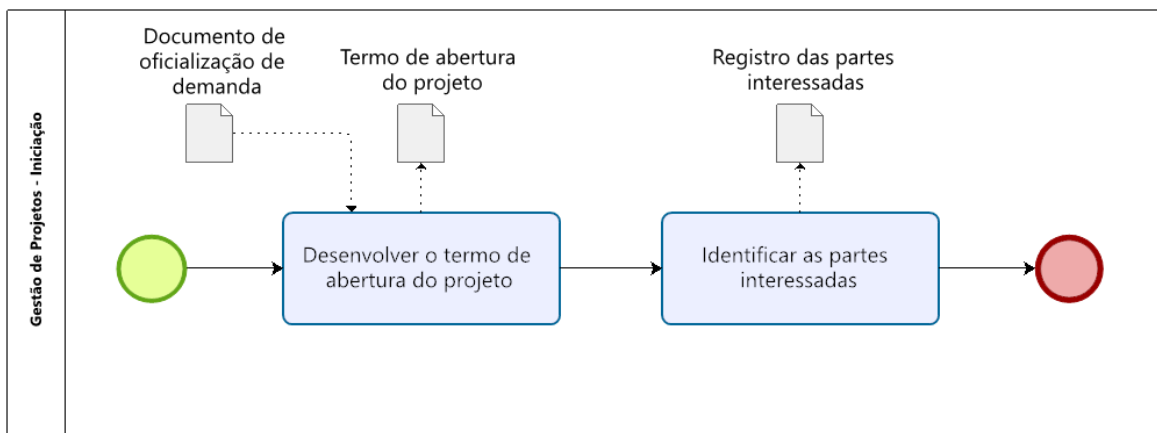 Gestão de Projetos - Iniciação
Documento de
oficialização de
demanda
Termo de abertura
do projeto
Registro das partes
interessadas
Desenvolver o termo de
abertura do projeto
Identificar as partes
interessadas